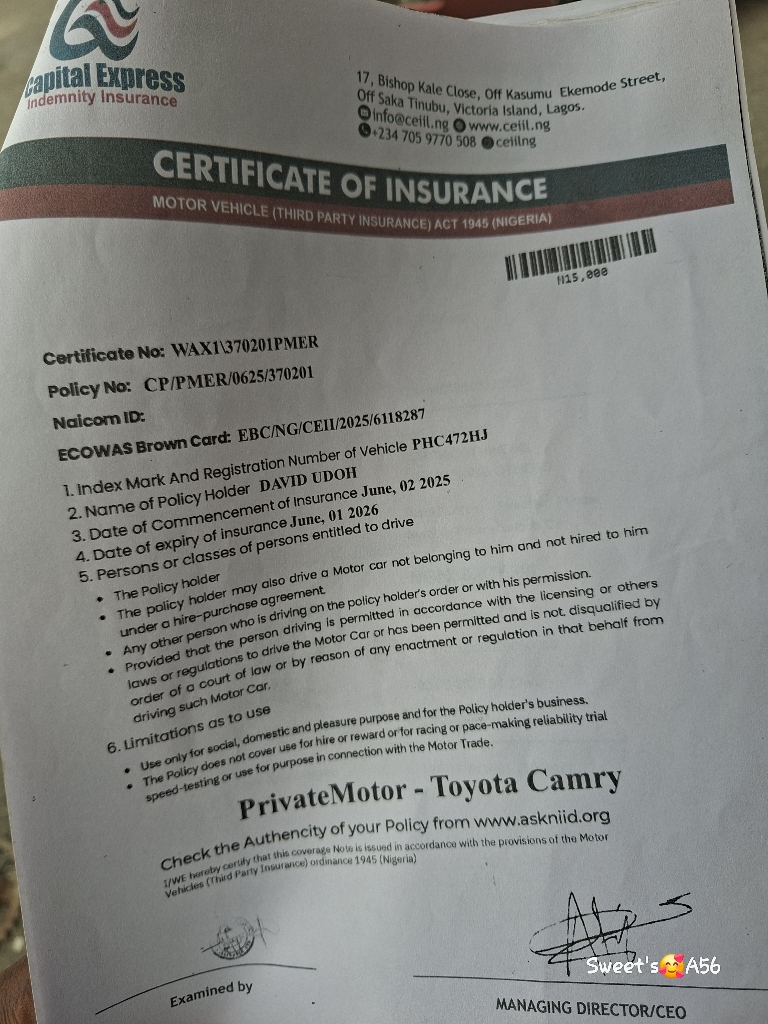 Capital Express
Indemnity Insurance
17, Bishop Kale Close, Off Kasumu Ekemode Street,
Off Saka Tinubu, Victoria Island, Lagos.
info@ceiil.ng www.ceiil.ng
+234 705 9770 508 ceiilng
CERTIFICATE OF INSURANCE
MOTOR VEHICLE (THIRD PARTY INSURANCE) ACT 1945 (NIGERIA)
N15,000
Certificate No: WAX1\370201PMER
Policy No: CP/PMER/0625/370201
Naicom ID:
ECOWAS Brown Card: EBC/NG/CEII/2025/6118287
1. Index Mark And Registration Number of Vehicle PHC472HJ
2. Name of Policy Holder DAVID UDOH
3. Date of Commencement of Insurance June, 02 2025
4. Date of expiry of insurance June, 01 2026
5. Persons or classes of persons entitled to drive
• The Policy holder
• The policy holder may also drive a Motor car not belonging to him and not hired to him
under a hire-purchase agreement.
• Any other person who is driving on the policy holder's order or with his permission.
• Provided that the person driving is permitted in accordance with the licensing or others
laws or regulations to drive the Motor Car or has been permitted and is not. disqualified by
order of a court of law or by reason of any enactment or regulation in that behalf from
driving such Motor Car.
6. Limitations as to use
• Use only for social, domestic and pleasure purpose and for the Policy holder's business.
• The Policy does not cover use for hire or reward or for racing or pace-making reliability trial
speed-testing or use for purpose in connection with the Motor Trade.
PrivateMotor - Toyota Camry
Check the Authencity of your Policy from www.askniid.org
I/WE hereby certify that this coverage Note is issued in accordance with the provisions of the Motor
Vehicles (Third Party Insurance) ordinance 1945 (Nigeria)
Sweet's🥰A56
Examined by
MANAGING DIRECTOR/CEO